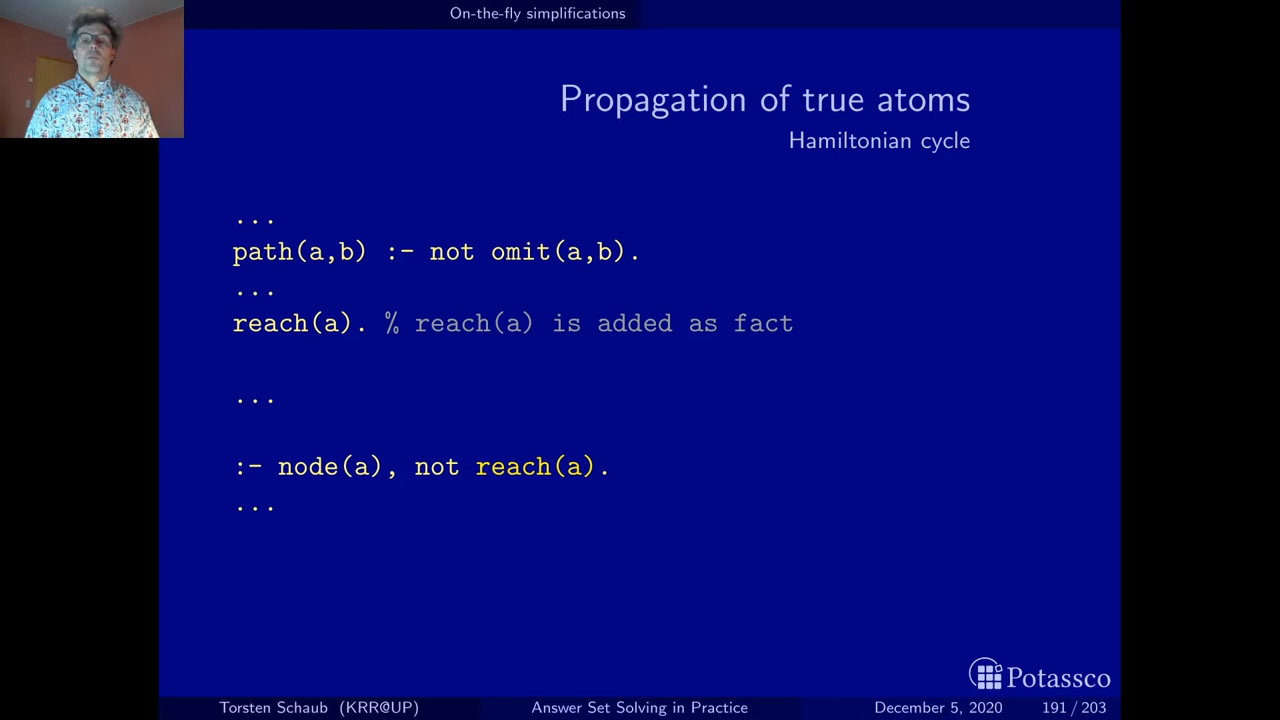 On-the-fly simplifications
Propagation of true atoms
Hamiltonian cycle
...
path(a,b) :- not omit(a,b).
...
reach(a). % reach(a) is added as fact
...
:- node(a), not reach(a).
...
Potassco
Torsten Schaub (KRR@UP) Answer Set Solving in Practice December 5, 2020 191 / 203